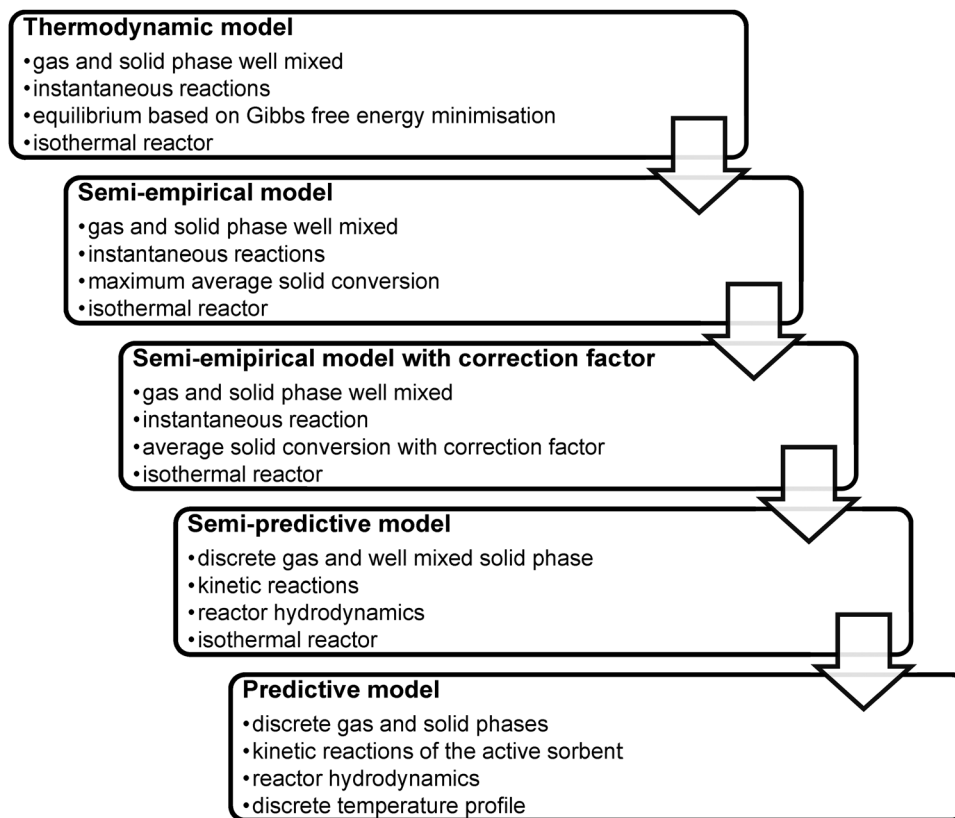 Thermodynamic model
•gas and solid phase well mixed
•instantaneous reactions
•equilibrium based on Gibbs free energy minimisation
•isothermal reactor
Semi-empirical model
•gas and solid phase well mixed
•instantaneous reactions
•maximum average solid conversion
•isothermal reactor
Semi-emipirical model with correction factor
•gas and solid phase well mixed
•instantaneous reaction
•average solid conversion with correction factor
•isothermal reactor
Semi-predictive model
•discrete gas and well mixed solid phase
•kinetic reactions
•reactor hydrodynamics
•isothermal reactor
Predictive model
•discrete gas and solid phases
•kinetic reactions of the active sorbent
•reactor hydrodynamics
•discrete temperature profile